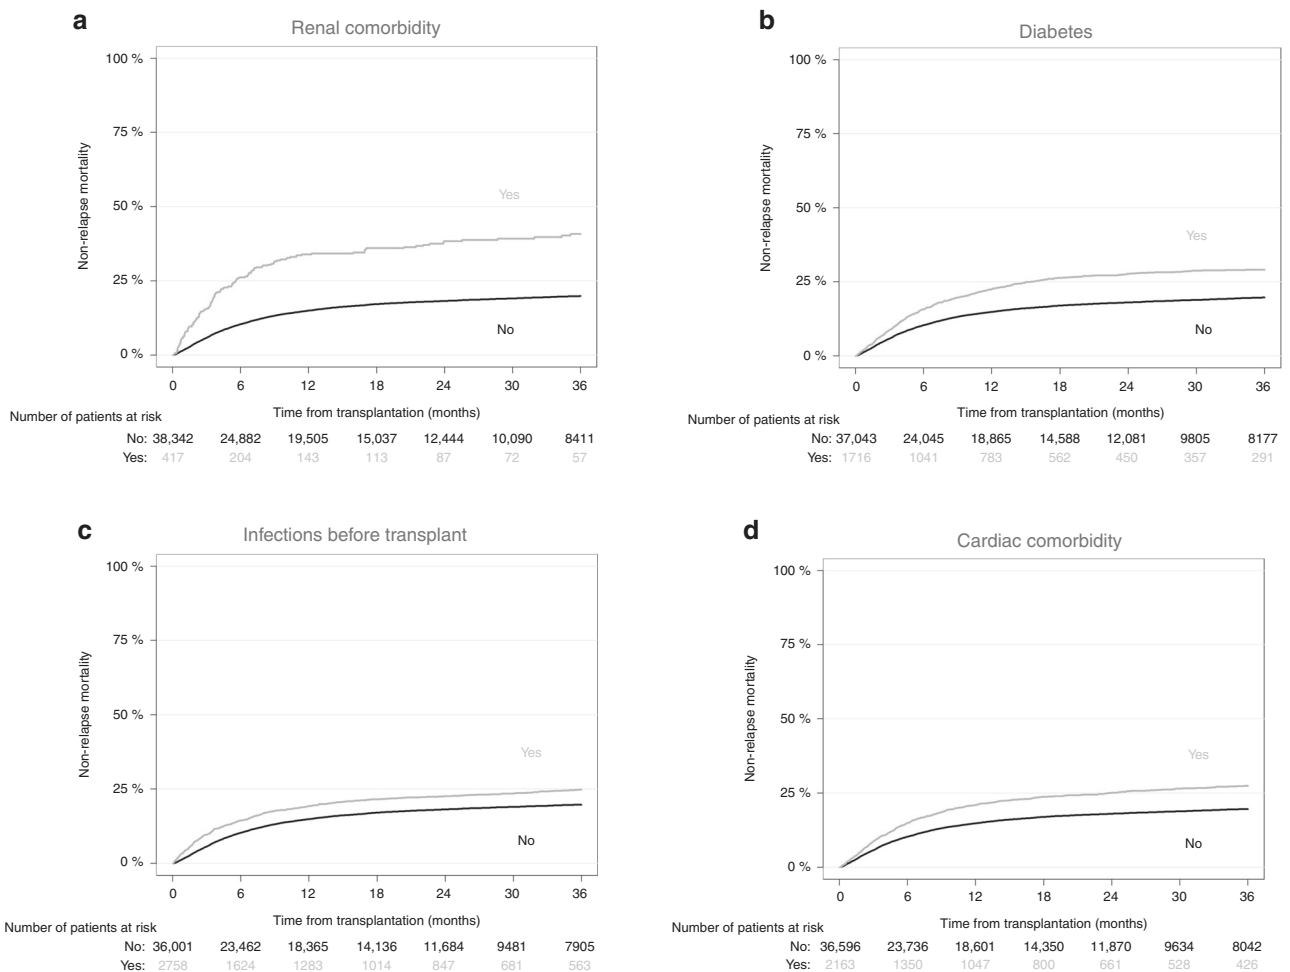 a
Renal comorbidity
100 %
75 %
50 %
25 %
0 %
Non-relapse mortality
Yes
No
0 6 12 18 24 30 36
Time from transplantation (months)
Number of patients at risk
No: 38,342 24,882 19,505 15,037 12,444 10,090 8411
Yes: 417 204 143 113 87 72 57
b
Diabetes
100 %
75 %
50 %
25 %
0 %
Non-relapse mortality
Yes
No
0 6 12 18 24 30 36
Time from transplantation (months)
Number of patients at risk
No: 37,043 24,045 18,865 14,588 12,081 9805 8177
Yes: 1716 1041 783 562 450 357 291
c
Infections before transplant
100 %
75 %
50 %
25 %
0 %
Non-relapse mortality
Yes
No
0 6 12 18 24 30 36
Time from transplantation (months)
Number of patients at risk
No: 36,001 23,462 18,365 14,136 11,684 9481 7905
Yes: 2758 1624 1283 1014 847 681 563
d
Cardiac comorbidity
100 %
75 %
50 %
25 %
0 %
Non-relapse mortality
Yes
No
0 6 12 18 24 30 36
Time from transplantation (months)
Number of patients at risk
No: 36,596 23,736 18,601 14,350 11,870 9634 8042
Yes: 2163 1350 1047 800 661 528 426